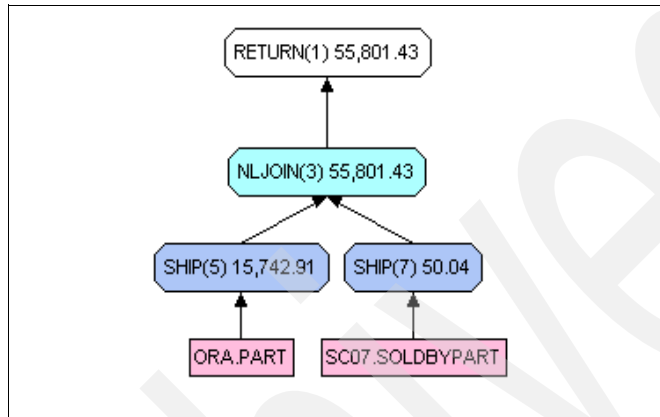 RETURN(1) 55,801.43
NLJOIN(3) 55,801.43
SHIP(5) 15,742.91 SHIP(7) 50.04
ORA.PART SC07.SOLDBYPART